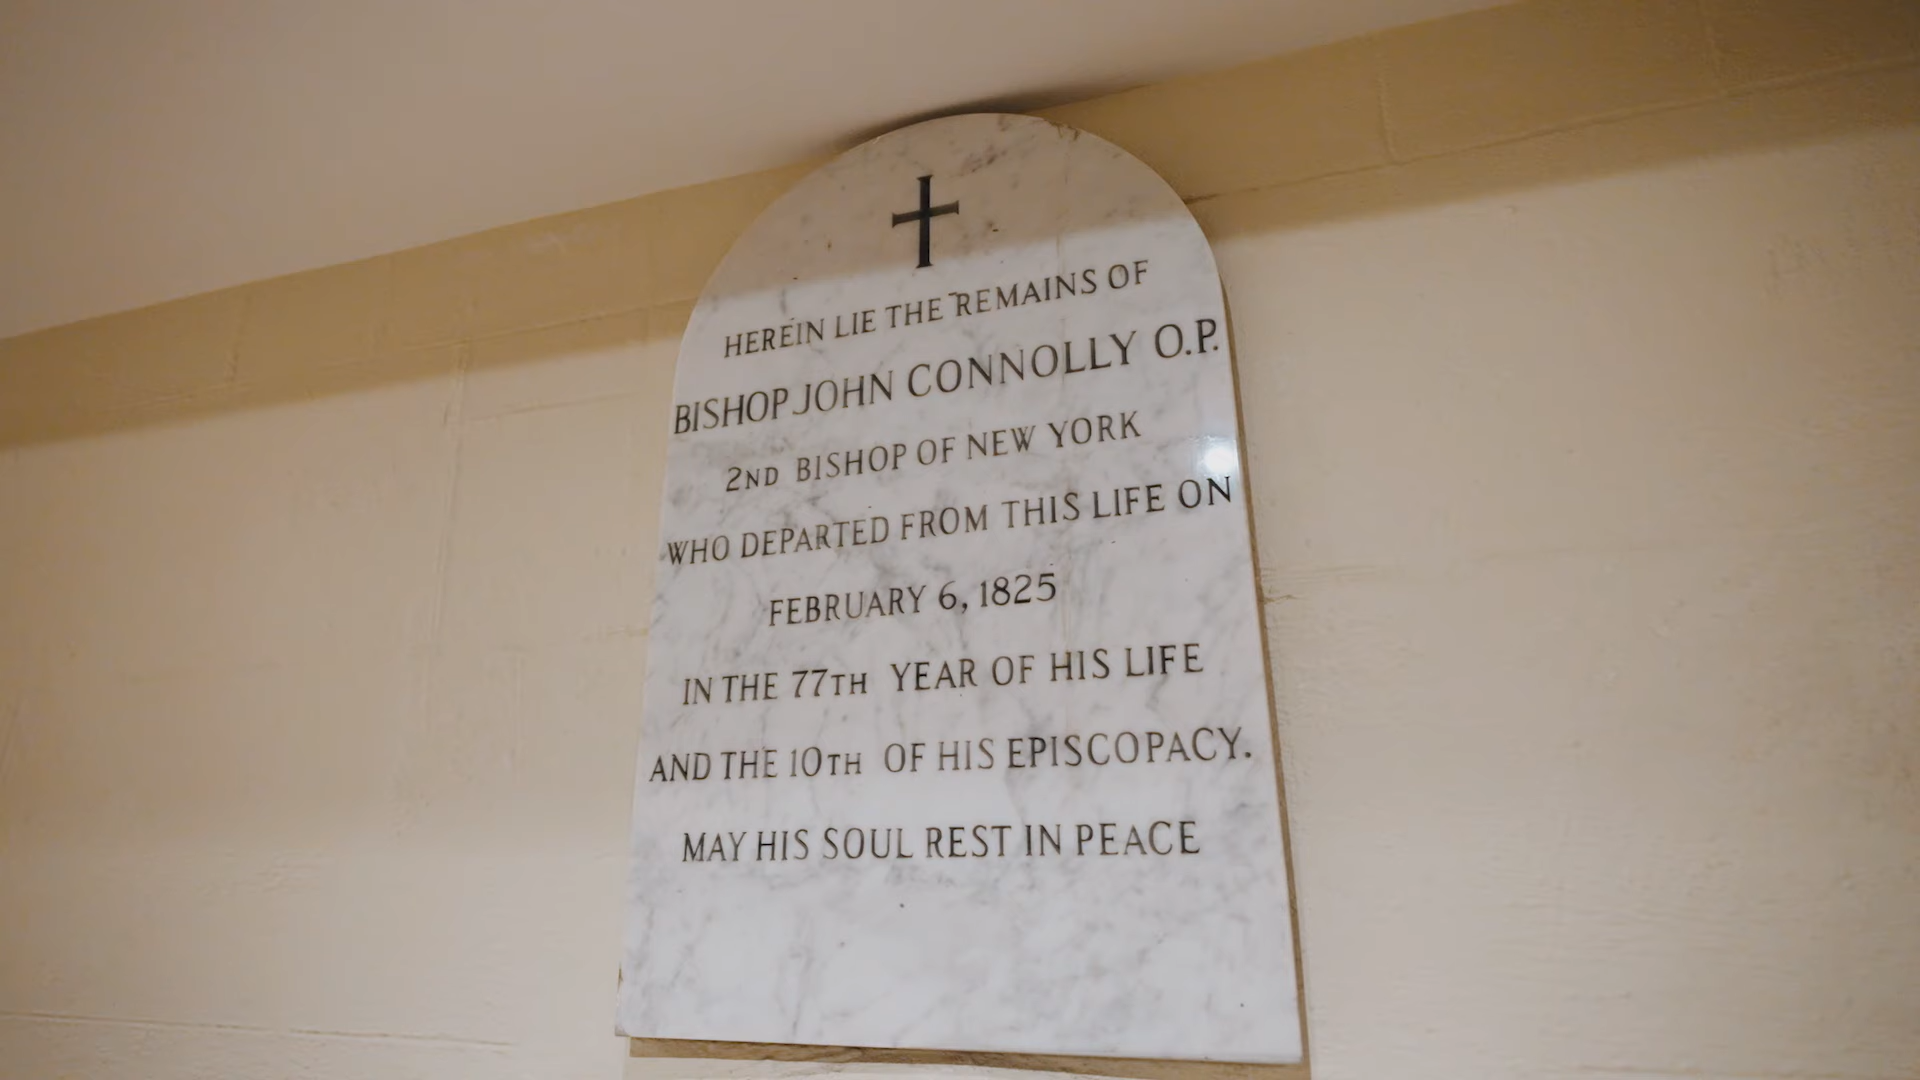 HEREIN LIE THE REMAINS OF
BISHOP JOHN CONNOLLY O.P.
2ND BISHOP OF NEW YORK
WHO DEPARTED FROM THIS LIFE ON
FEBRUARY 6, 1825
IN THE 77TH YEAR OF HIS LIFE
AND THE 10TH OF HIS EPISCOPACY.
MAY HIS SOUL REST IN PEACE